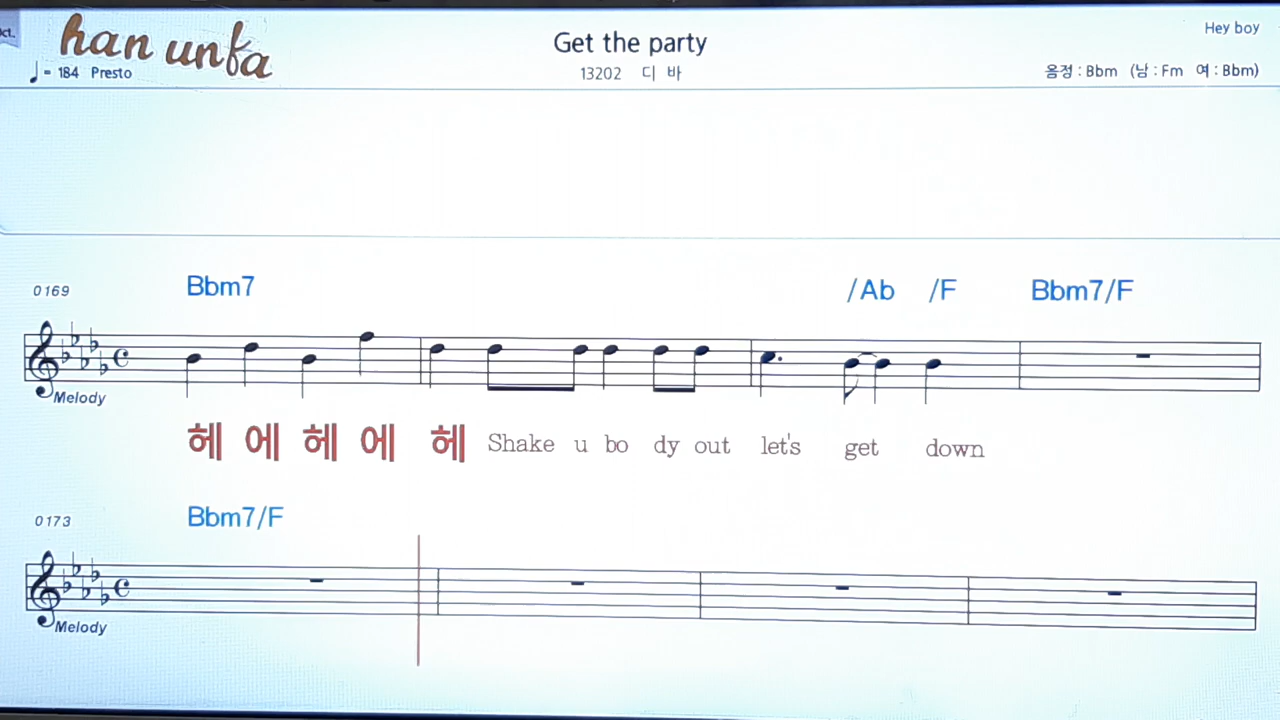 ct.
han unfa
Hey boy
Get the party
♩= 184 Presto
13202 디 바
음정 : Bbm (남 : Fm 여 : Bbm)
0169
Bbm7 /Ab /F Bbm7/F
Melody
헤 에 헤 에 헤 Shake u bo dy out let's get down
0173
Bbm7/F
Melody